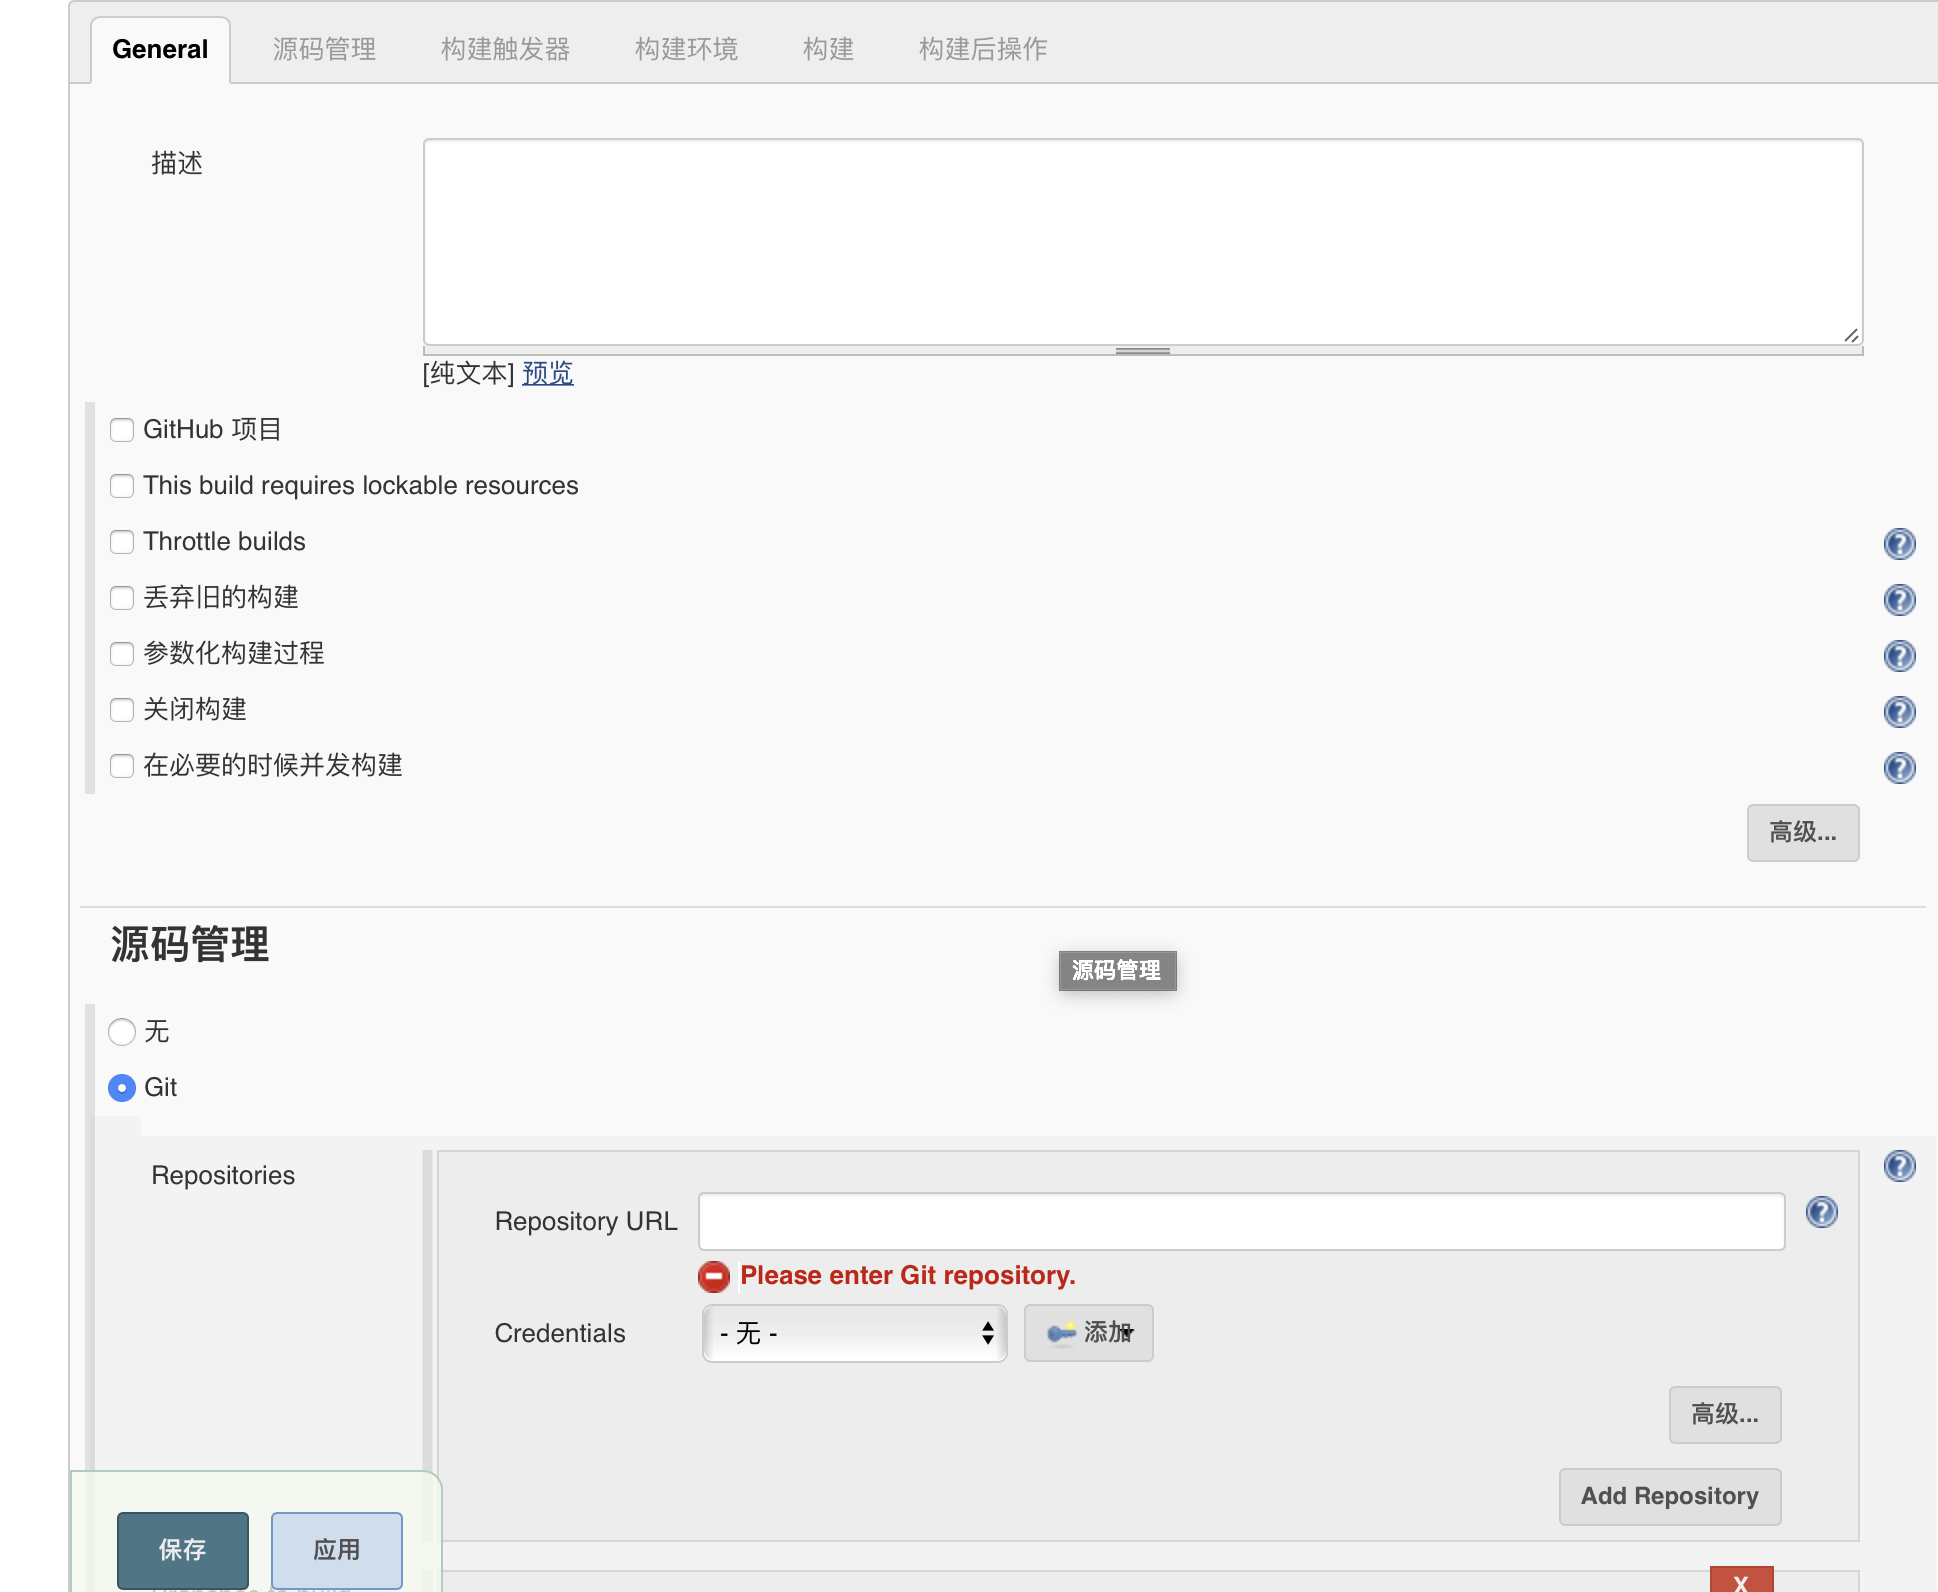 General 源码管理 构建触发器 构建环境 构建 构建后操作
描述
[纯文本] 预览
GitHub 项目
This build requires lockable resources
Throttle builds
丢弃旧的构建
参数化构建过程
关闭构建
在必要的时候并发构建
高级...
源码管理
源码管理
无
Git
Repositories
Repository URL
Please enter Git repository.
Credentials - 无 - 添加
高级...
Add Repository
保存 应用
X